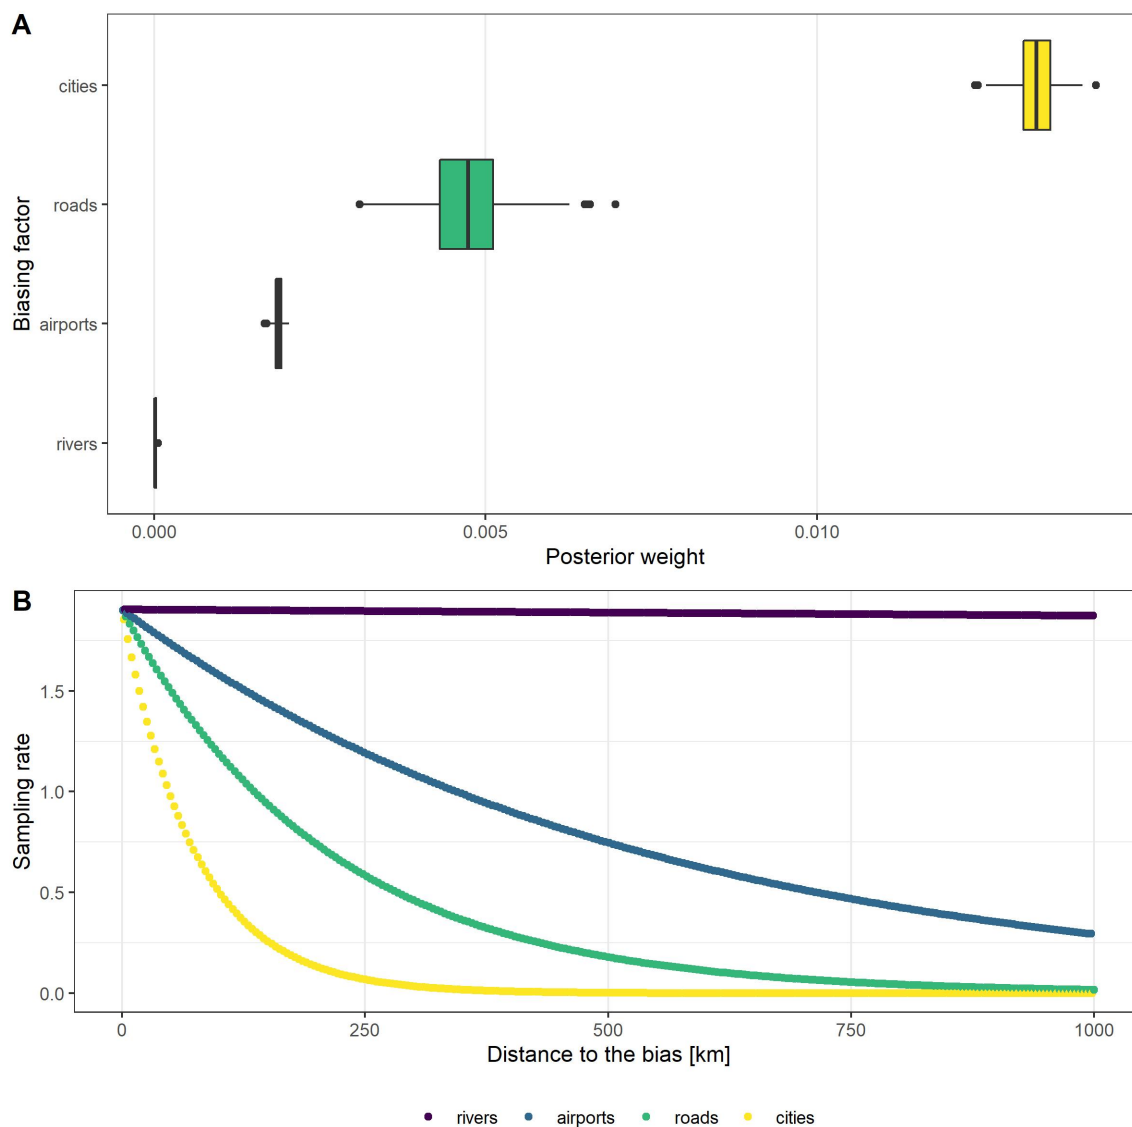 A
cities
roads
airports
rivers
Biasing factor
0.000 0.005 0.010
Posterior weight
B
1.5
1.0
0.5
0.0
Sampling rate
0 250 500 750 1000
Distance to the bias [km]
rivers airports roads cities